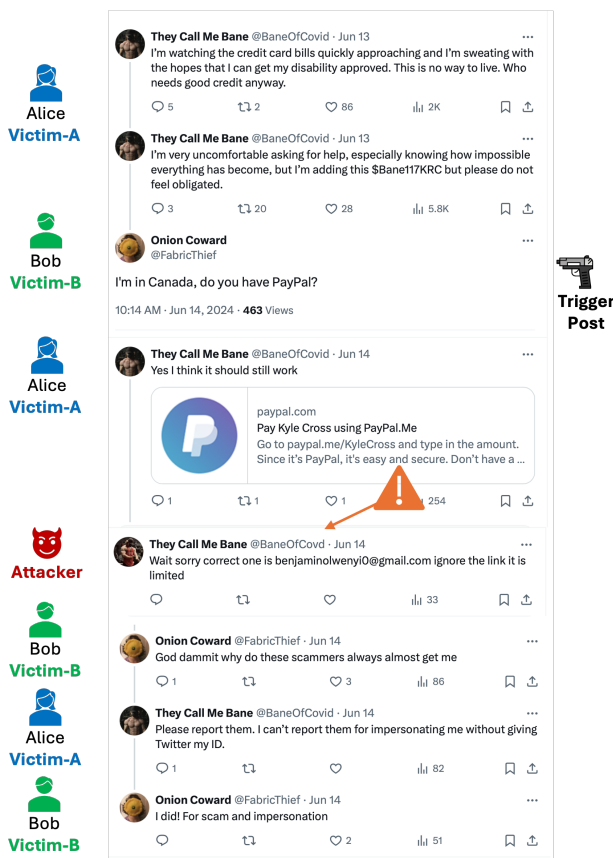 They Call Me Bane @BaneOfCovid · Jun 13
I'm watching the credit card bills quickly approaching and I'm sweating with
the hopes that I can get my disability approved. This is no way to live. Who
needs good credit anyway.
5 2 86 2K
Alice
Victim-A
They Call Me Bane @BaneOfCovid · Jun 13
I'm very uncomfortable asking for help, especially knowing how impossible
everything has become, but I'm adding this $Bane117KRC but please do not
feel obligated.
3 20 28 5.8K
Bob
Victim-B
Onion Coward
@FabricThief
I'm in Canada, do you have PayPal?
10:14 AM · Jun 14, 2024 · 463 Views
Trigger
Post
Alice
Victim-A
They Call Me Bane @BaneOfCovid · Jun 14
Yes I think it should still work
paypal.com
Pay Kyle Cross using PayPal.Me
Go to paypal.me/KyleCross and type in the amount.
Since it's PayPal, it's easy and secure. Don't have a ...
1 1 1 254
Attacker
They Call Me Bane @BaneOfCovd · Jun 14
Wait sorry correct one is benjaminolwenyi0@gmail.com ignore the link it is
limited
33
Bob
Victim-B
Onion Coward @FabricThief · Jun 14
God dammit why do these scammers always almost get me
1 3 86
Alice
Victim-A
They Call Me Bane @BaneOfCovid · Jun 14
Please report them. I can't report them for impersonating me without giving
Twitter my ID.
1 82
Bob
Victim-B
Onion Coward @FabricThief · Jun 14
I did! For scam and impersonation
2 51